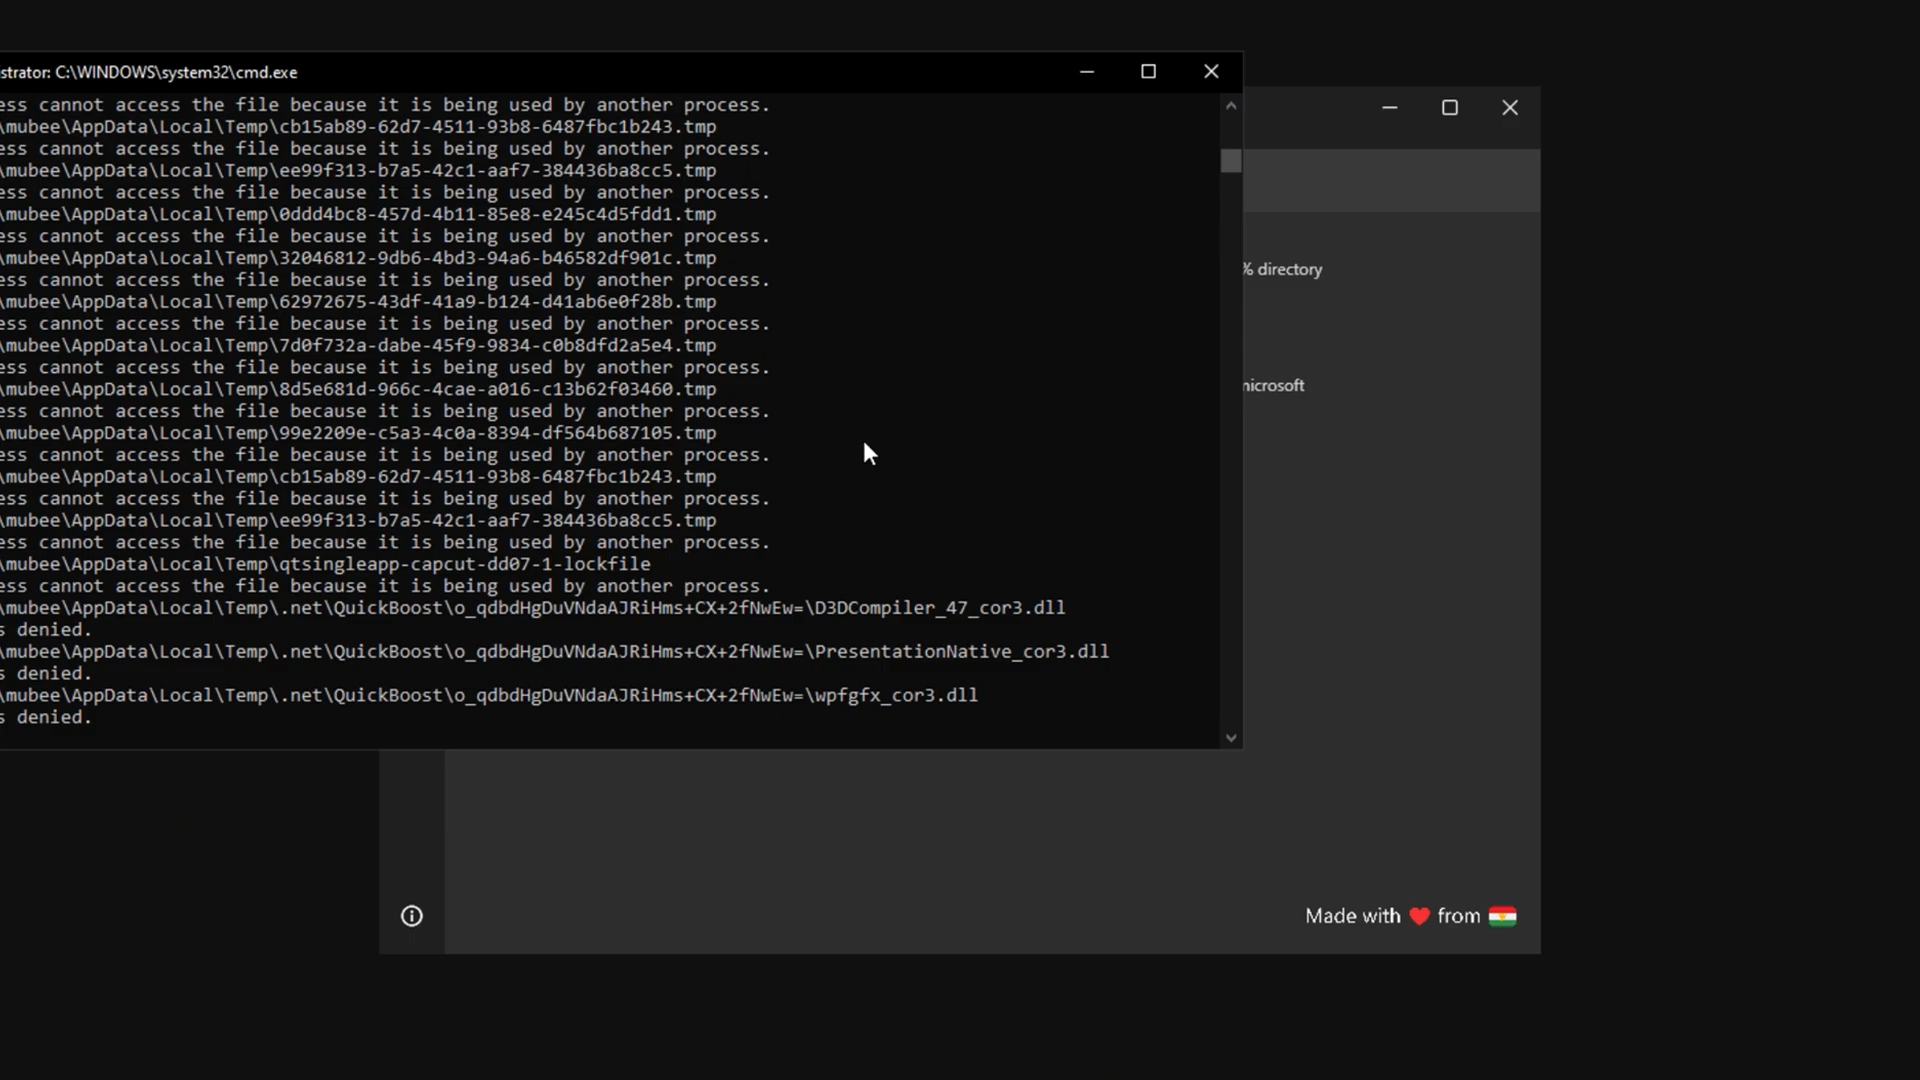 strator: C:\WINDOWS\system32\cmd.exe
ess cannot access the file because it is being used by another process.
\mubee\AppData\Local\Temp\cb15ab89-62d7-4511-93b8-6487fbc1b243.tmp
ess cannot access the file because it is being used by another process.
\mubee\AppData\Local\Temp\ee99f313-b7a5-42c1-aaf7-384436ba8cc5.tmp
ess cannot access the file because it is being used by another process.
\mubee\AppData\Local\Temp\0ddd4bc8-457d-4b11-85e8-e245c4d5fdd1.tmp
ess cannot access the file because it is being used by another process.
\mubee\AppData\Local\Temp\32046812-9db6-4bd3-94a6-b46582df901c.tmp
ess cannot access the file because it is being used by another process.
\mubee\AppData\Local\Temp\62972675-43df-41a9-b124-d41ab6e0f28b.tmp
ess cannot access the file because it is being used by another process.
\mubee\AppData\Local\Temp\7d0f732a-dabe-45f9-9834-c0b8dfd2a5e4.tmp
ess cannot access the file because it is being used by another process.
\mubee\AppData\Local\Temp\8d5e681d-966c-4cae-a016-c13b62f03460.tmp
ess cannot access the file because it is being used by another process.
\mubee\AppData\Local\Temp\99e2209e-c5a3-4c0a-8394-df564b687105.tmp
ess cannot access the file because it is being used by another process.
\mubee\AppData\Local\Temp\cb15ab89-62d7-4511-93b8-6487fbc1b243.tmp
ess cannot access the file because it is being used by another process.
\mubee\AppData\Local\Temp\ee99f313-b7a5-42c1-aaf7-384436ba8cc5.tmp
ess cannot access the file because it is being used by another process.
\mubee\AppData\Local\Temp\qtsingleapp-capcut-dd07-1-lockfile
ess cannot access the file because it is being used by another process.
\mubee\AppData\Local\Temp\.net\QuickBoost\o_qdbdHgDuVNdaAJRiHms+CX+2fNwEw=\D3DCompiler_47_cor3.dll
s denied.
\mubee\AppData\Local\Temp\.net\QuickBoost\o_qdbdHgDuVNdaAJRiHms+CX+2fNwEw=\PresentationNative_cor3.dll
s denied.
\mubee\AppData\Local\Temp\.net\QuickBoost\o_qdbdHgDuVNdaAJRiHms+CX+2fNwEw=\wpfgfx_cor3.dll
s denied.
% directory
microsoft
Made with ❤ from